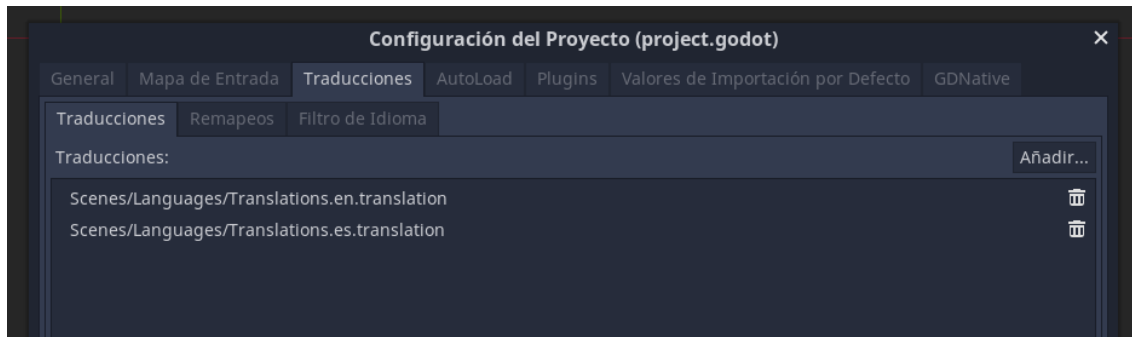 Configuración del Proyecto (project.godot)
General Mapa de Entrada Traducciones AutoLoad Plugins Valores de Importación por Defecto GDNative
Traducciones Remapeos Filtro de Idioma
Traducciones: Añadir...
Scenes/Languages/Translations.en.translation
Scenes/Languages/Translations.es.translation